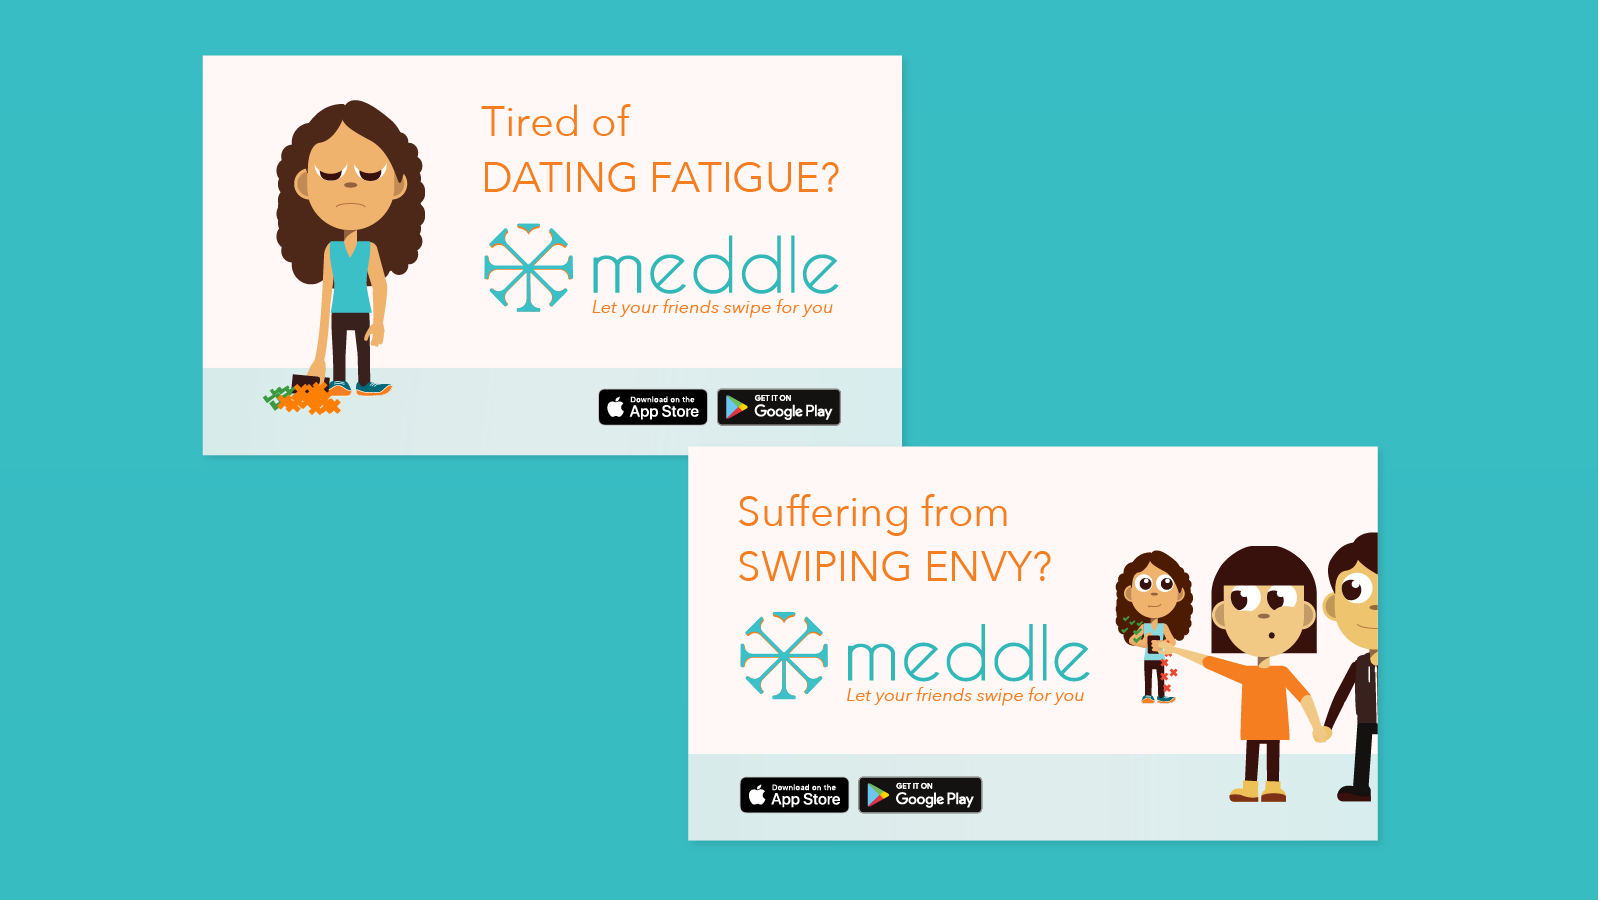 Tired of
DATING FATIGUE?
meddle
Let your friends swipe for you
Download on the
App Store
GET IT ON
Google Play
Suffering from
SWIPING ENVY?
meddle
Let your friends swipe for you
Download on the
App Store
GET IT ON
Google Play